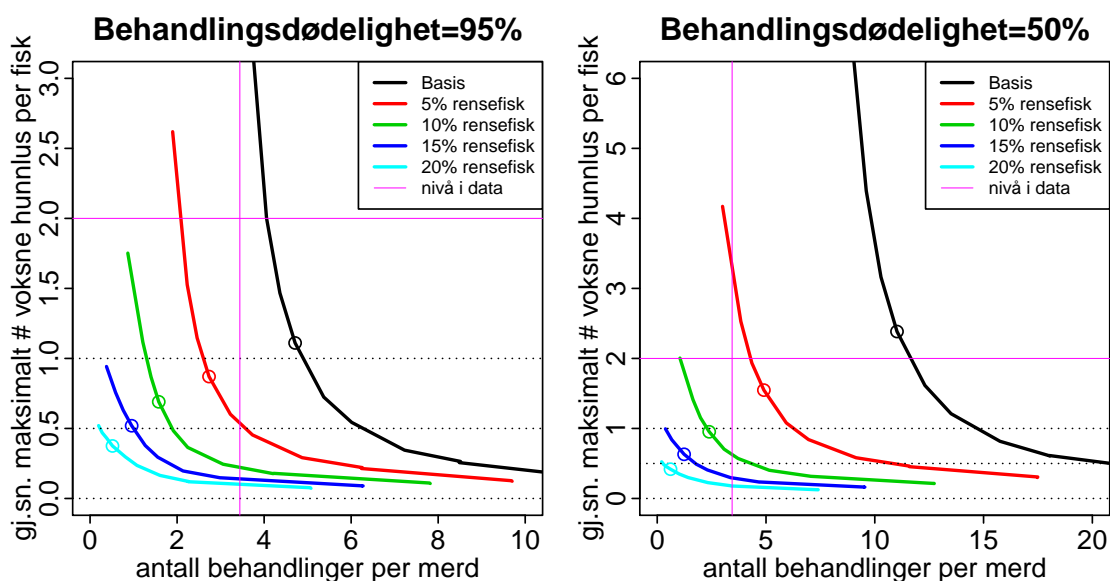 Behandlingsdødelighet=95%
gj.sn. maksimalt # voksne hunnlus per fisk
3.0
2.5
2.0
1.5
1.0
0.5
0.0
Basis
5% rensefisk
10% rensefisk
15% rensefisk
20% rensefisk
nivå i data
0 2 4 6 8 10
antall behandlinger per merd
Behandlingsdødelighet=50%
gj.sn. maksimalt # voksne hunnlus per fisk
6
5
4
3
2
1
0
Basis
5% rensefisk
10% rensefisk
15% rensefisk
20% rensefisk
nivå i data
0 5 10 15 20
antall behandlinger per merd